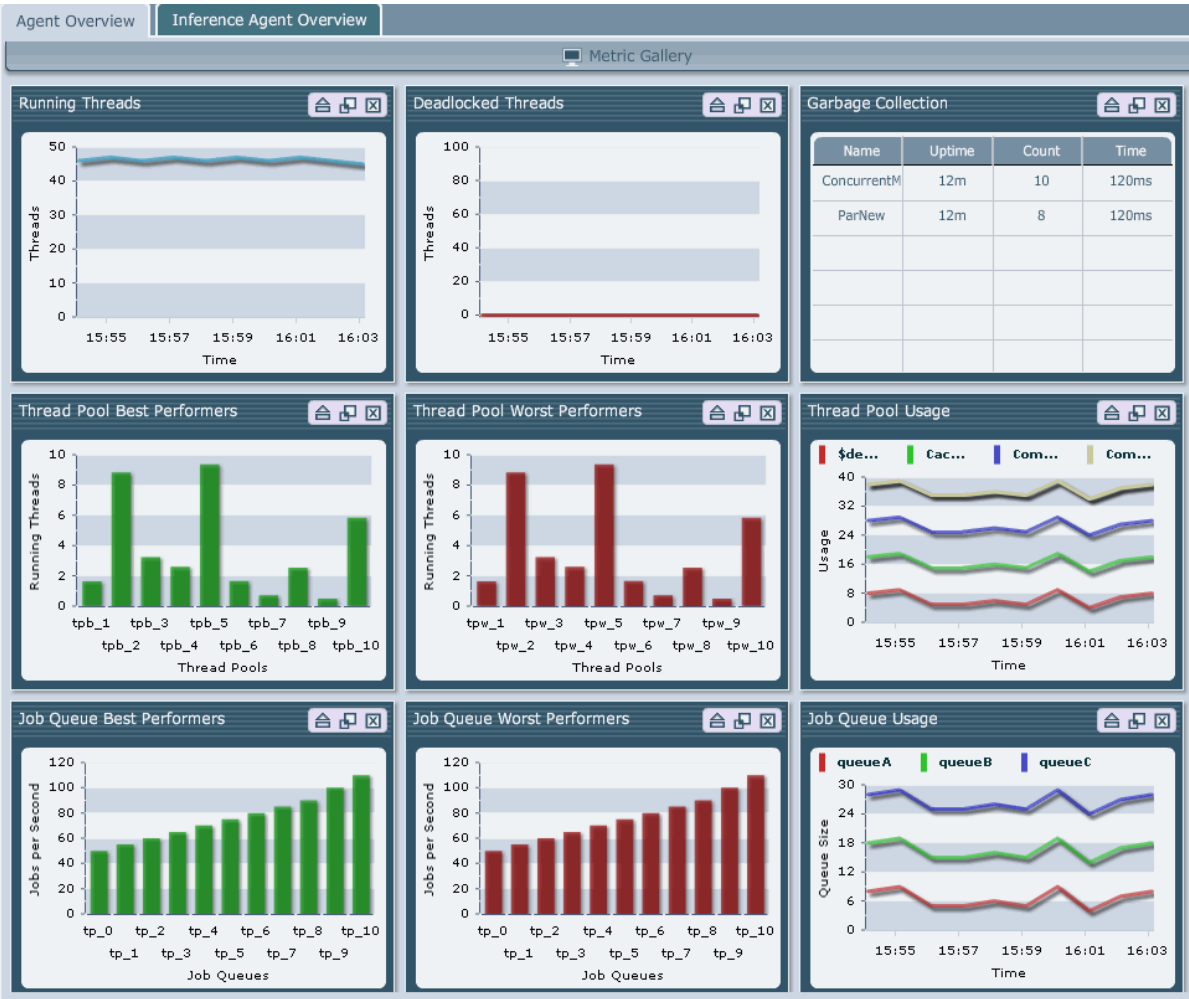 Agent Overview
Inference Agent Overview
Metric Gallery
Running Threads
50
40
30
20
10
0
Threads
15:55 15:57 15:59 16:01 16:03
Time
Deadlocked Threads
100
80
60
40
20
0
Threads
15:55 15:57 15:59 16:01 16:03
Time
Garbage Collection
Name Uptime Count Time
ConcurrentM 12m 10 120ms
ParNew 12m 8 120ms
Thread Pool Best Performers
10
8
6
4
2
0
Running Threads
tpb_1 tpb_3 tpb_5 tpb_7 tpb_9
tpb_2 tpb_4 tpb_6 tpb_8 tpb_10
Thread Pools
Thread Pool Worst Performers
10
8
6
4
2
0
Running Threads
tpw_1 tpw_3 tpw_5 tpw_7 tpw_9
tpw_2 tpw_4 tpw_6 tpw_8 tpw_10
Thread Pools
Thread Pool Usage
$de... Cac... Com... Com...
40
32
24
16
8
0
Usage
15:55 15:57 15:59 16:01 16:03
Time
Job Queue Best Performers
120
100
80
60
40
20
0
Jobs per Second
tp_0 tp_2 tp_4 tp_6 tp_8 tp_10
tp_1 tp_3 tp_5 tp_7 tp_9
Job Queues
Job Queue Worst Performers
120
100
80
60
40
20
0
Jobs per Second
tp_0 tp_2 tp_4 tp_6 tp_8 tp_10
tp_1 tp_3 tp_5 tp_7 tp_9
Job Queues
Job Queue Usage
queueA queueB queueC
30
24
18
12
6
0
Queue Size
15:55 15:57 15:59 16:01 16:03
Time